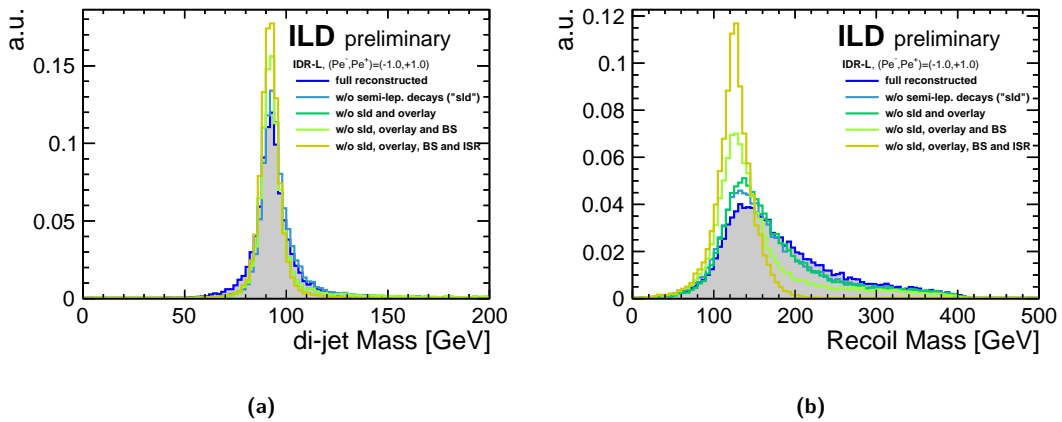 a.u.
0.15
0.1
0.05
0
0 50 100 150 200
di-jet Mass [GeV]
ILD preliminary
IDR-L, (Pe⁻,Pe⁺)=(-1.0,+1.0)
full reconstructed
w/o semi-lep. decays ("sld")
w/o sld and overlay
w/o sld, overlay and BS
w/o sld, overlay, BS and ISR
(a)
a.u.
0.12
0.1
0.08
0.06
0.04
0.02
0
0 100 200 300 400 500
Recoil Mass [GeV]
ILD preliminary
IDR-L, (Pe⁻,Pe⁺)=(-1.0,+1.0)
full reconstructed
w/o semi-lep. decays ("sld")
w/o sld and overlay
w/o sld, overlay and BS
w/o sld, overlay, BS and ISR
(b)